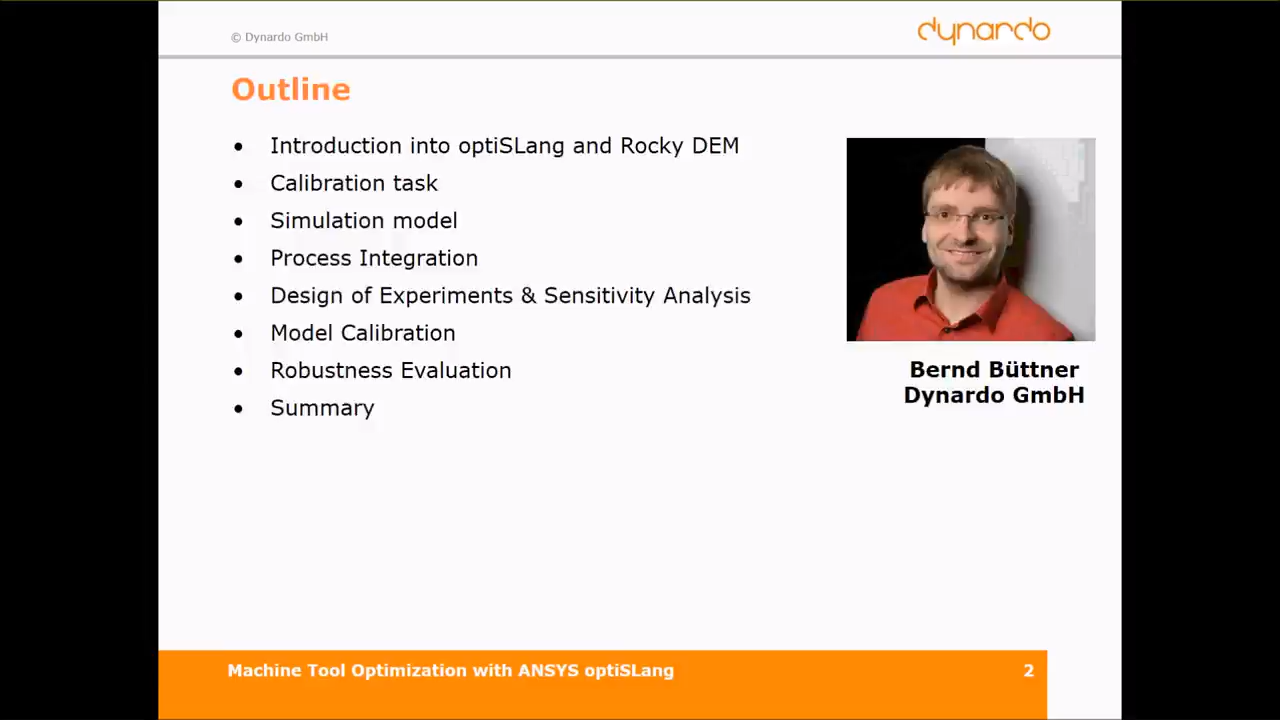 © Dynardo GmbH
dynardo
Outline
• Introduction into optiSLang and Rocky DEM
• Calibration task
• Simulation model
• Process Integration
• Design of Experiments & Sensitivity Analysis
• Model Calibration
• Robustness Evaluation
• Summary
Bernd Büttner
Dynardo GmbH
Machine Tool Optimization with ANSYS optiSLang
2